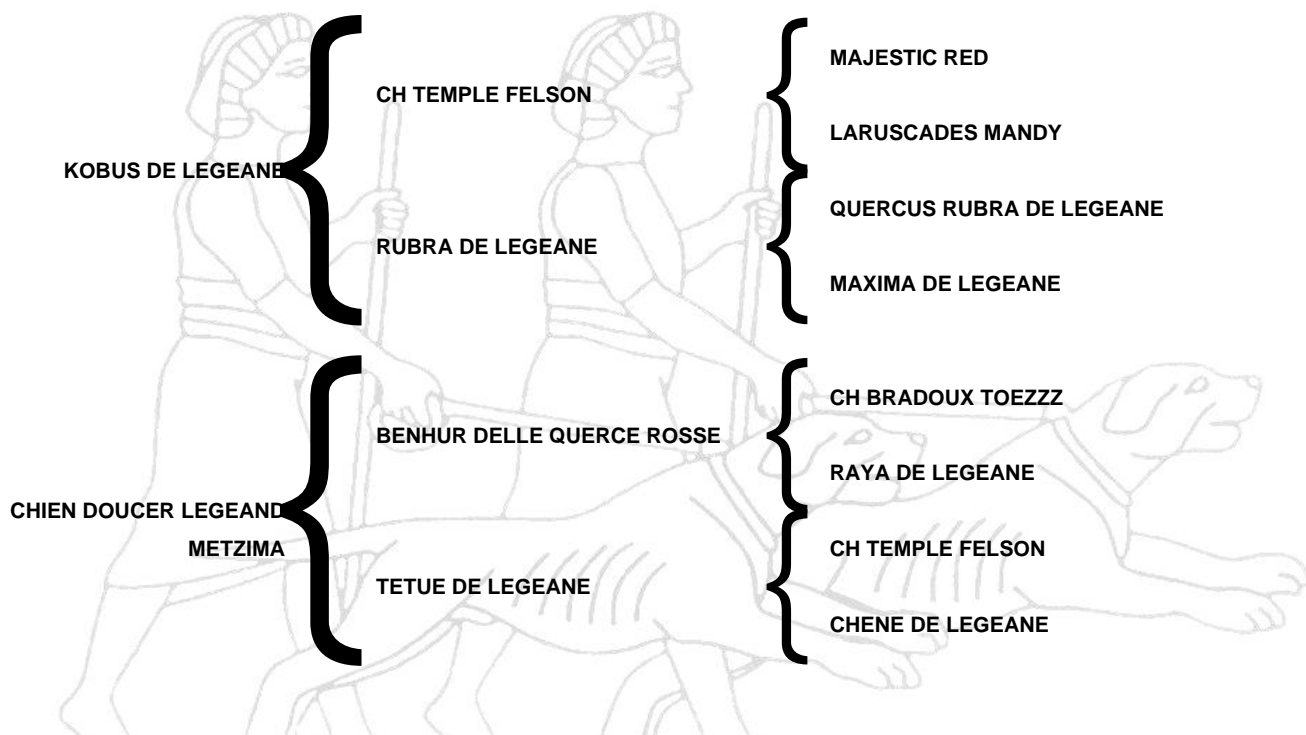 MAJESTIC RED
CH TEMPLE FELSON
LARUSCADES MANDY
KOBUS DE LEGEANE
QUERCUS RUBRA DE LEGEANE
RUBRA DE LEGEANE
MAXIMA DE LEGEANE
CH BRADOUX TOEZZZ
BENHUR DELLE QUERCE ROSSE
RAYA DE LEGEANE
CHIEN DOUCER LEGEAND
METZIMA
CH TEMPLE FELSON
TETUE DE LEGEANE
CHENE DE LEGEANE